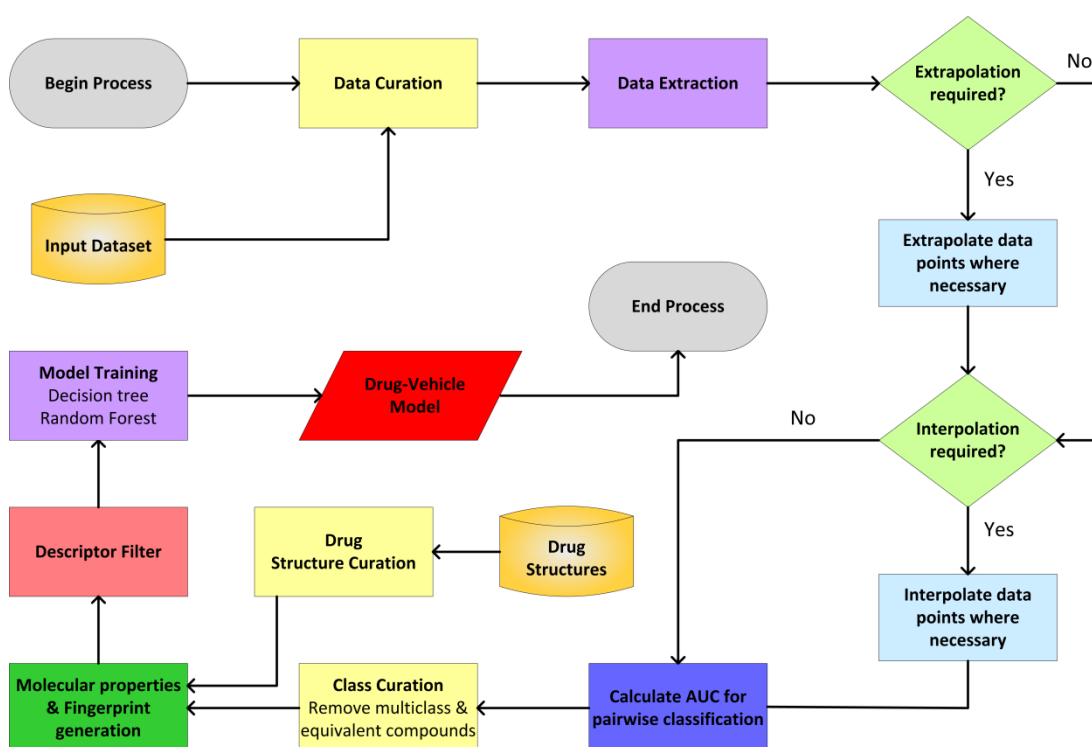 Begin Process
Data Curation
Data Extraction
Extrapolation
required?
No
Yes
Input Dataset
Extrapolate data
points where
necessary
End Process
Model Training
Decision tree
Random Forest
Drug-Vehicle
Model
No
Interpolation
required?
Yes
Descriptor Filter
Drug
Structure Curation
Drug
Structures
Interpolate data
points where
necessary
Molecular properties
& Fingerprint
generation
Class Curation
Remove multiclass &
equivalent compounds
Calculate AUC for
pairwise classification